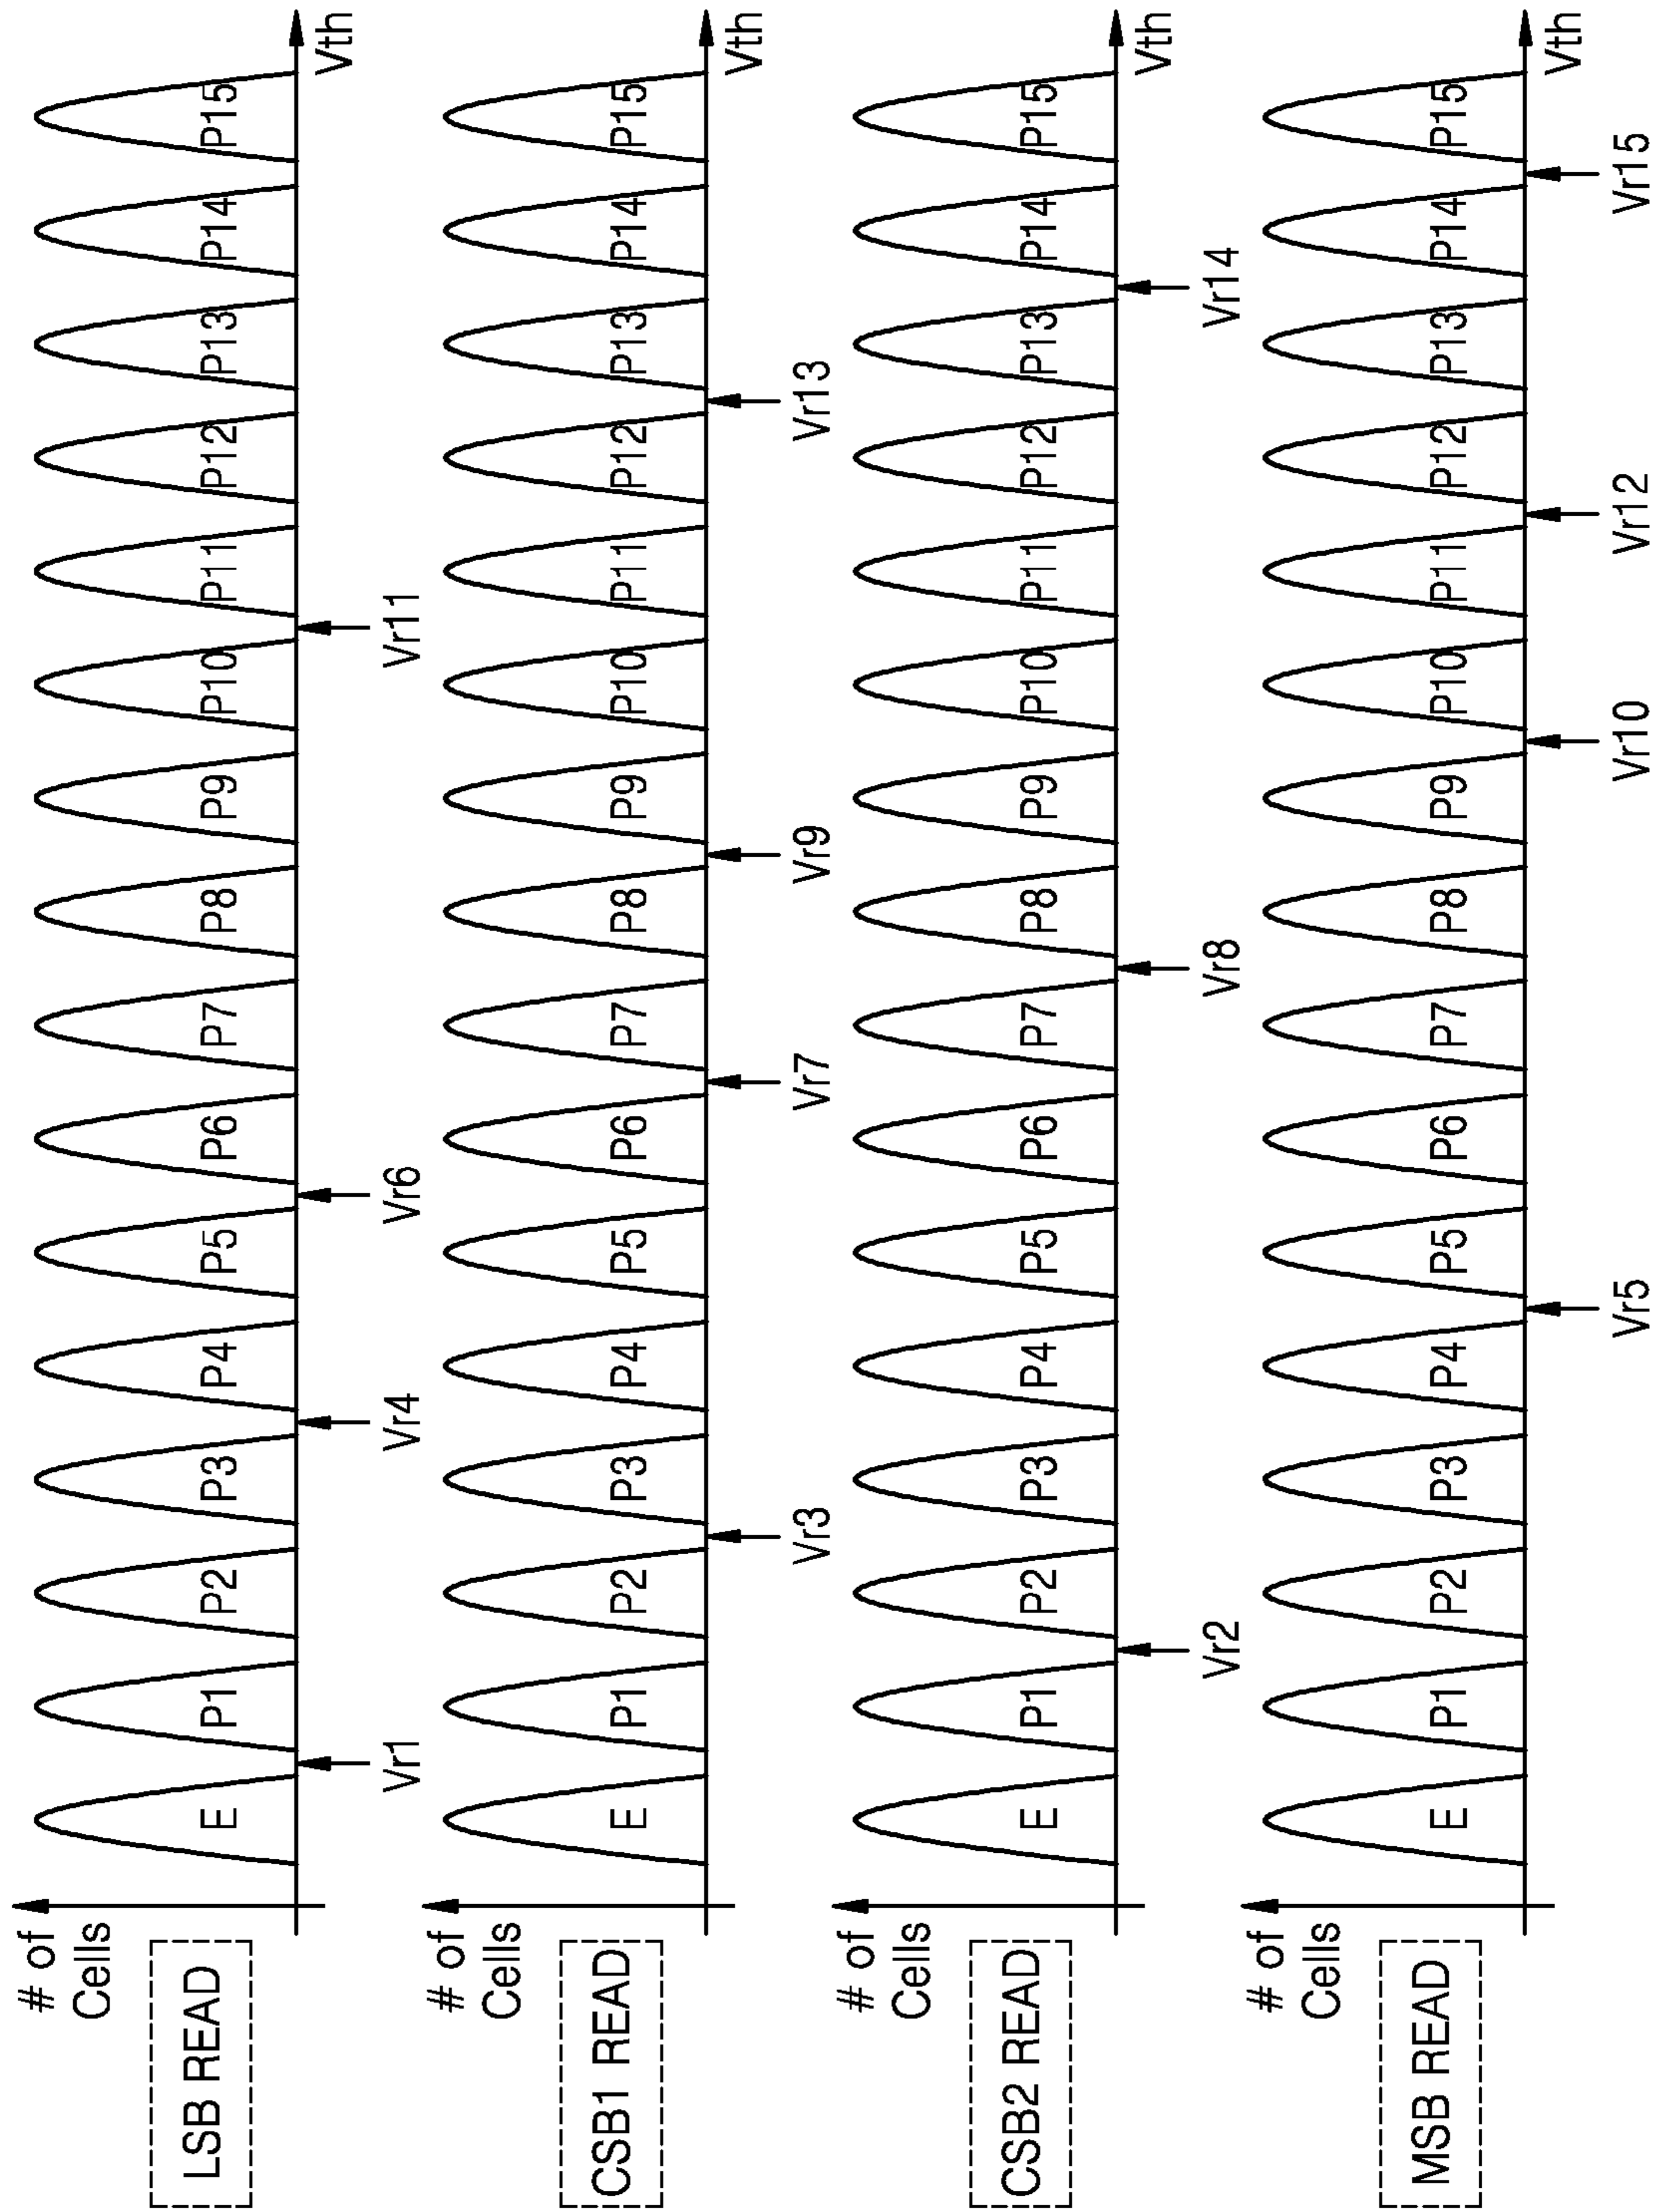 LSB READ
# of
Cells
E P1 P2 P3 P4 P5 P6 P7 P8 P9 P10 P11 P12 P13 P14 P15
Vth
Vr1 Vr4 Vr6 Vr11
CSB1 READ
# of
Cells
E P1 P2 P3 P4 P5 P6 P7 P8 P9 P10 P11 P12 P13 P14 P15
Vth
Vr3 Vr7 Vr9 Vr13
CSB2 READ
# of
Cells
E P1 P2 P3 P4 P5 P6 P7 P8 P9 P10 P11 P12 P13 P14 P15
Vth
Vr2 Vr8 Vr14
MSB READ
# of
Cells
E P1 P2 P3 P4 P5 P6 P7 P8 P9 P10 P11 P12 P13 P14 P15
Vth
Vr5 Vr10 Vr12 Vr15